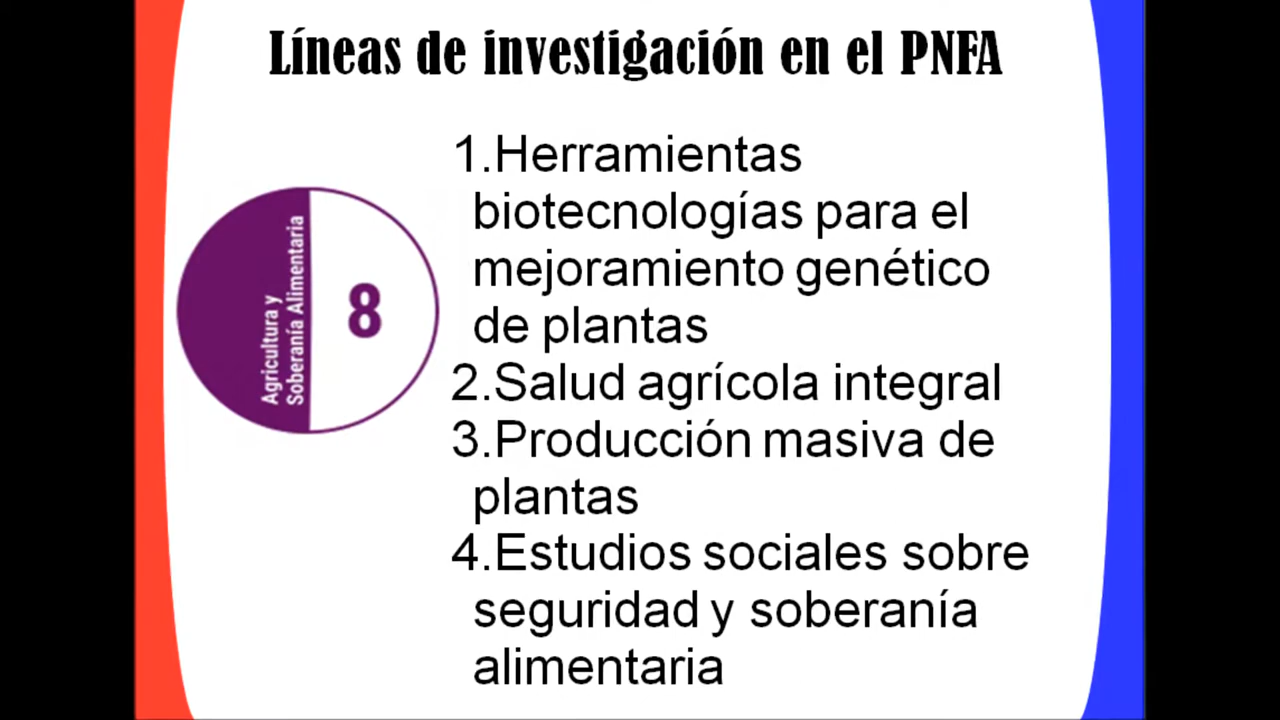 Líneas de investigación en el PNFA
Agricultura y
Soberanía Alimentaria
8
1.Herramientas
biotecnologías para el
mejoramiento genético
de plantas
2.Salud agrícola integral
3.Producción masiva de
plantas
4.Estudios sociales sobre
seguridad y soberanía
alimentaria